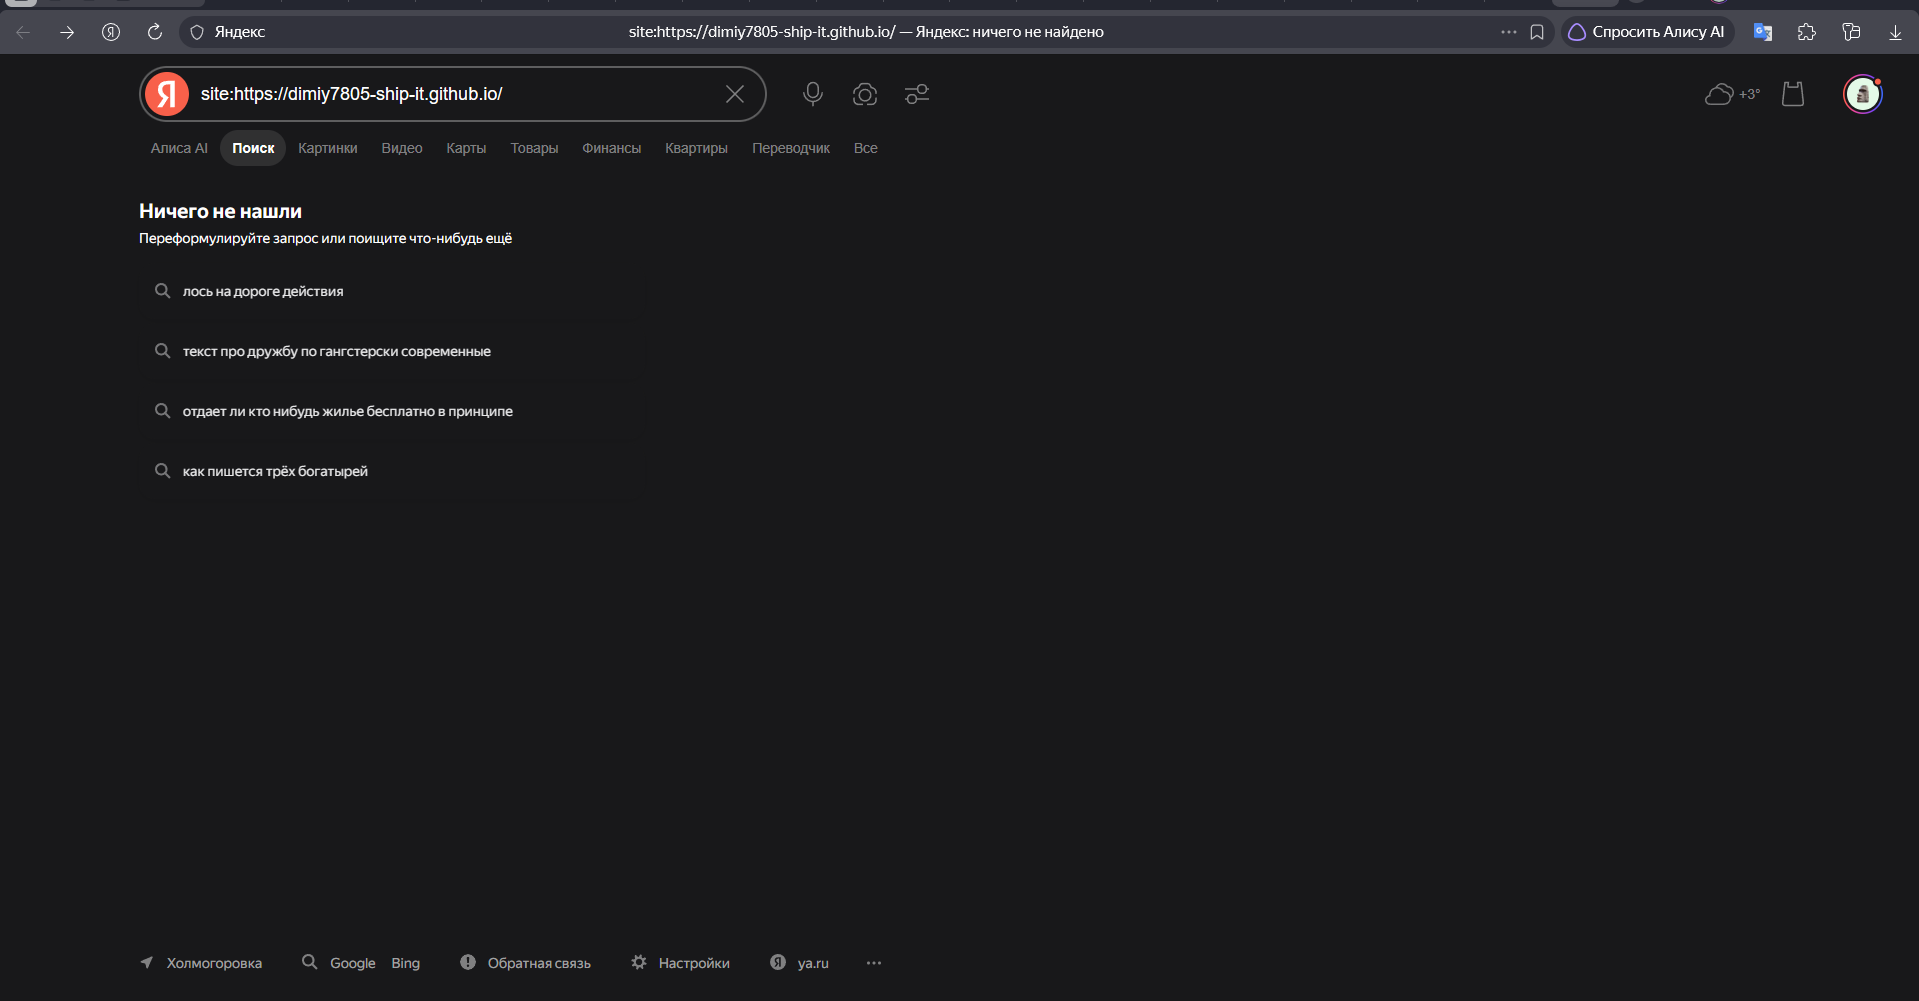 Яндекс
site:https://dimiy7805-ship-it.github.io/ — Яндекс: ничего не найдено
Спросить Алису AI
Я site:https://dimiy7805-ship-it.github.io/
+3°
Алиса AI Поиск Картинки Видео Карты Товары Финансы Квартиры Переводчик Все
Ничего не нашли
Переформулируйте запрос или поищите что-нибудь ещё
лось на дороге действия
текст про дружбу по гангстерски современные
отдает ли кто нибудь жилье бесплатно в принципе
как пишется трёх богатырей
Холмогоровка Google Bing Обратная связь Настройки ya.ru